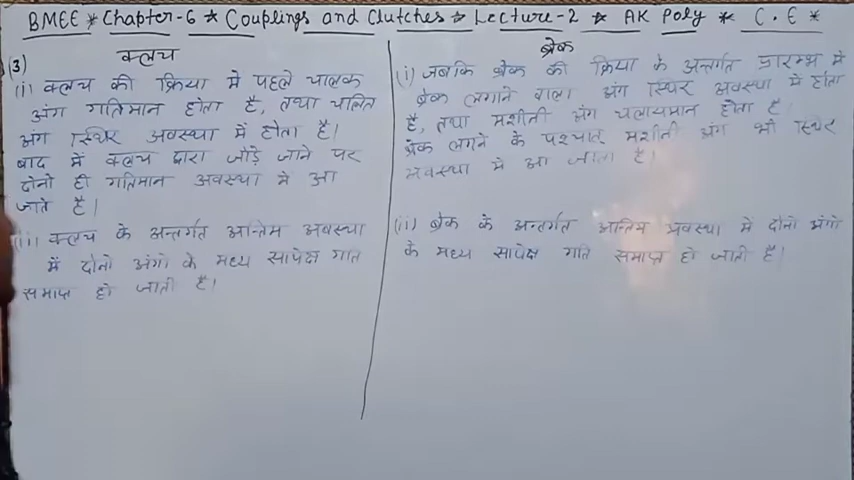 BMEE * Chapter-6 * Couplings and Clutches * Lecture-2 * AK Poly * C.E *
(3) क्लच
(i) क्लच की क्रिया मे पहले चालक
अंग गतिमान होता है, तथा चलित
अंग स्थिर अवस्था में होता है।
बाद में क्लच द्वारा जोड़े जाने पर
दोनो ही गतिमान अवस्था मे आ
जाते है।
(ii) क्लच के अन्तर्गत अन्तिम अवस्था
में दोनो अंगो के मध्य सापेक्ष गति
समाप्त हो जाती है।
ब्रेक
(i) जबकि ब्रेक की क्रिया के अन्तर्गत प्रारम्भ में
ब्रेक लगाने वाला अंग स्थिर अवस्था मे होता
है, तथा मशीनी अंग चलायमान होता है
ब्रेक लगने के पश्चात् मशीनी अंग भी स्थिर
अवस्था मे आ जाता है।
(ii) ब्रेक के अन्तर्गत अन्तिम अवस्था में दोनो अंगो
के मध्य सापेक्ष गति समाप्त हो जाती है।